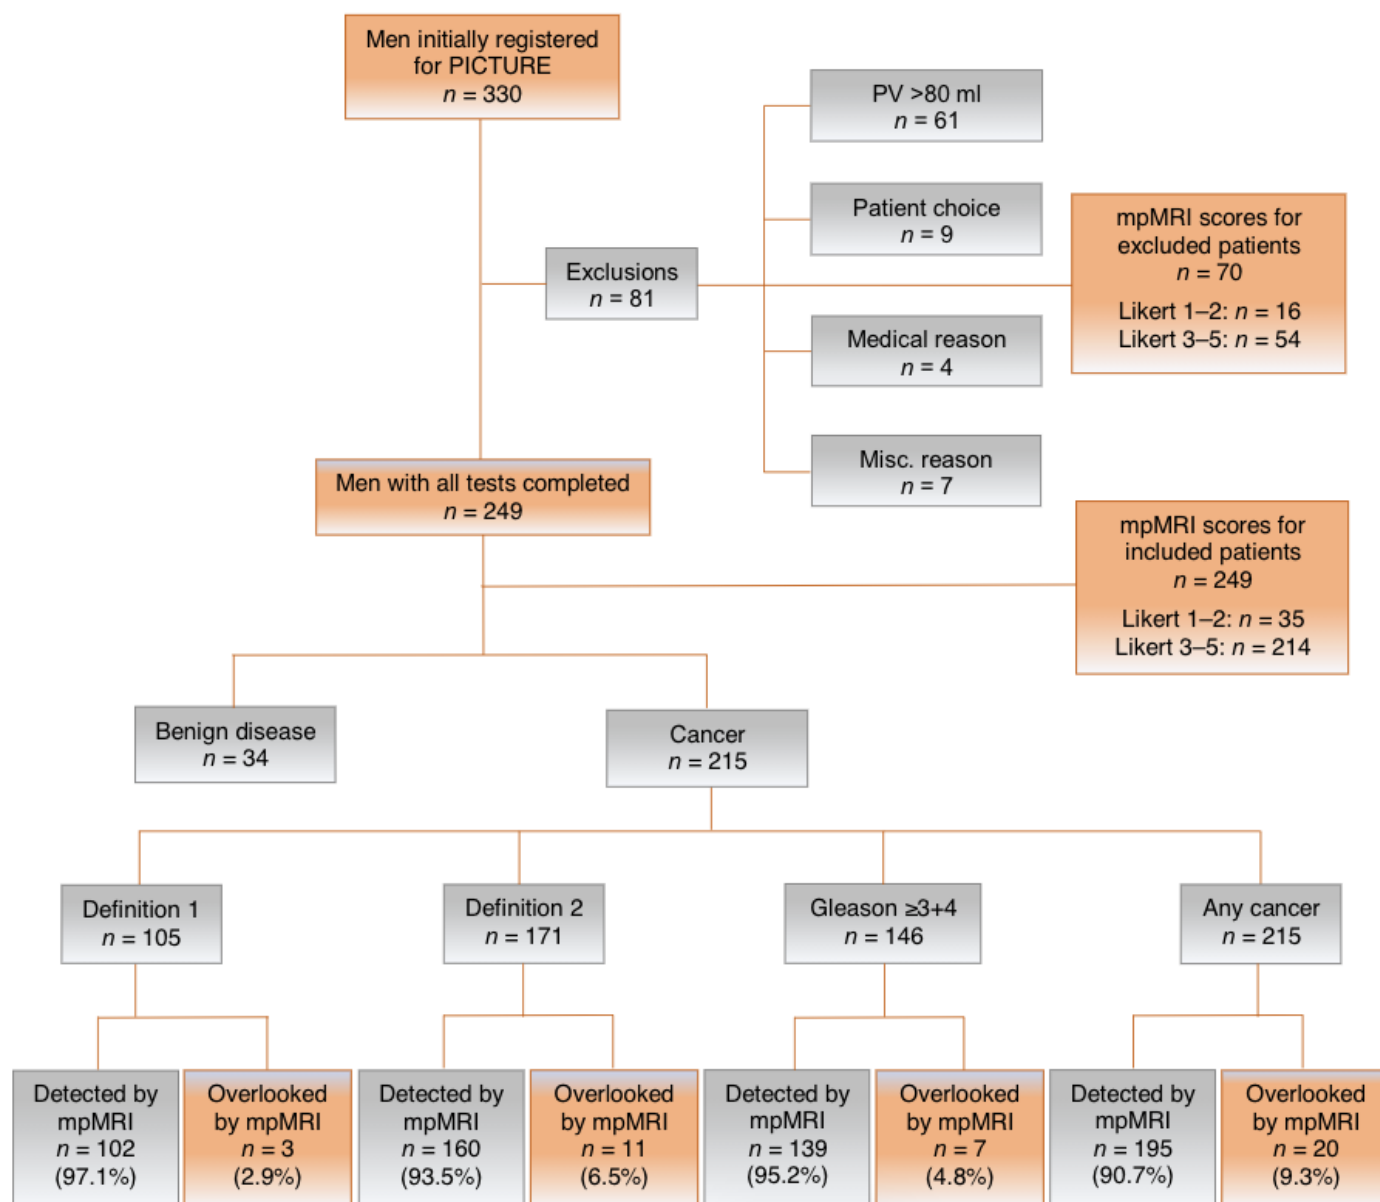 Men initially registered
for PICTURE
n = 330
PV >80 ml
n = 61
Patient choice
n = 9
Exclusions
n = 81
mpMRI scores for
excluded patients
n = 70
Likert 1–2: n = 16
Likert 3–5: n = 54
Medical reason
n = 4
Misc. reason
n = 7
Men with all tests completed
n = 249
mpMRI scores for
included patients
n = 249
Likert 1–2: n = 35
Likert 3–5: n = 214
Benign disease
n = 34
Cancer
n = 215
Definition 1
n = 105
Definition 2
n = 171
Gleason ≥3+4
n = 146
Any cancer
n = 215
Detected by
mpMRI
n = 102
(97.1%)
Overlooked
by mpMRI
n = 3
(2.9%)
Detected by
mpMRI
n = 160
(93.5%)
Overlooked
by mpMRI
n = 11
(6.5%)
Detected by
mpMRI
n = 139
(95.2%)
Overlooked
by mpMRI
n = 7
(4.8%)
Detected by
mpMRI
n = 195
(90.7%)
Overlooked
by mpMRI
n = 20
(9.3%)